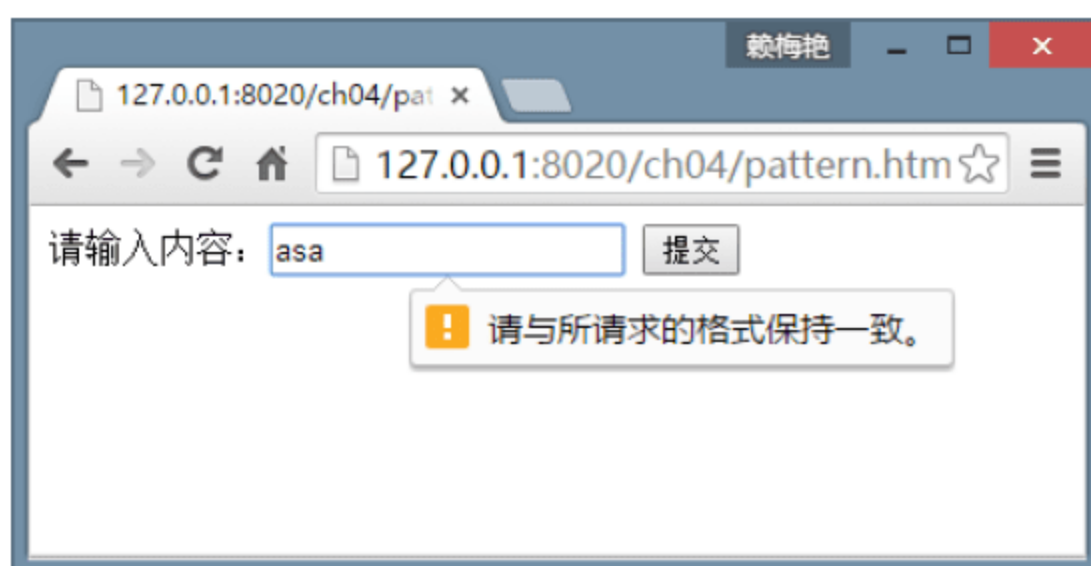 赖梅艳
127.0.0.1:8020/ch04/pat
127.0.0.1:8020/ch04/pattern.htm
请输入内容：asa 提交
请与所请求的格式保持一致。